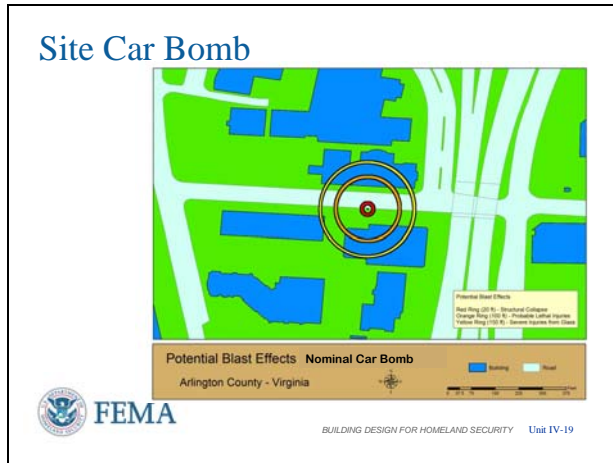 Site Car Bomb
Potential Blast Effects
Red Ring (20 ft) - Structural Collapse
Orange Ring (100 ft) - Probable Lethal Injuries
Yellow Ring (150 ft) - Severe Injuries from Glass
Potential Blast Effects Nominal Car Bomb
Building Road
Arlington County - Virginia
FEMA
BUILDING DESIGN FOR HOMELAND SECURITY Unit IV-19